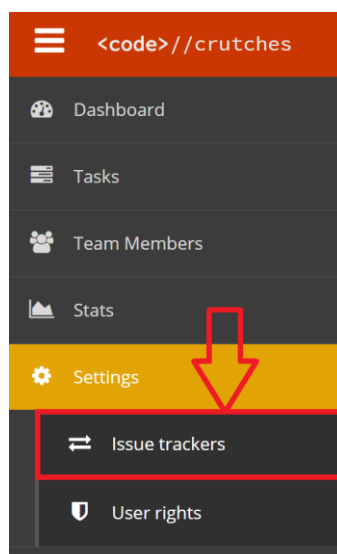 <code>//crutches
Dashboard
Tasks
Team Members
Stats
Settings
Issue trackers
User rights